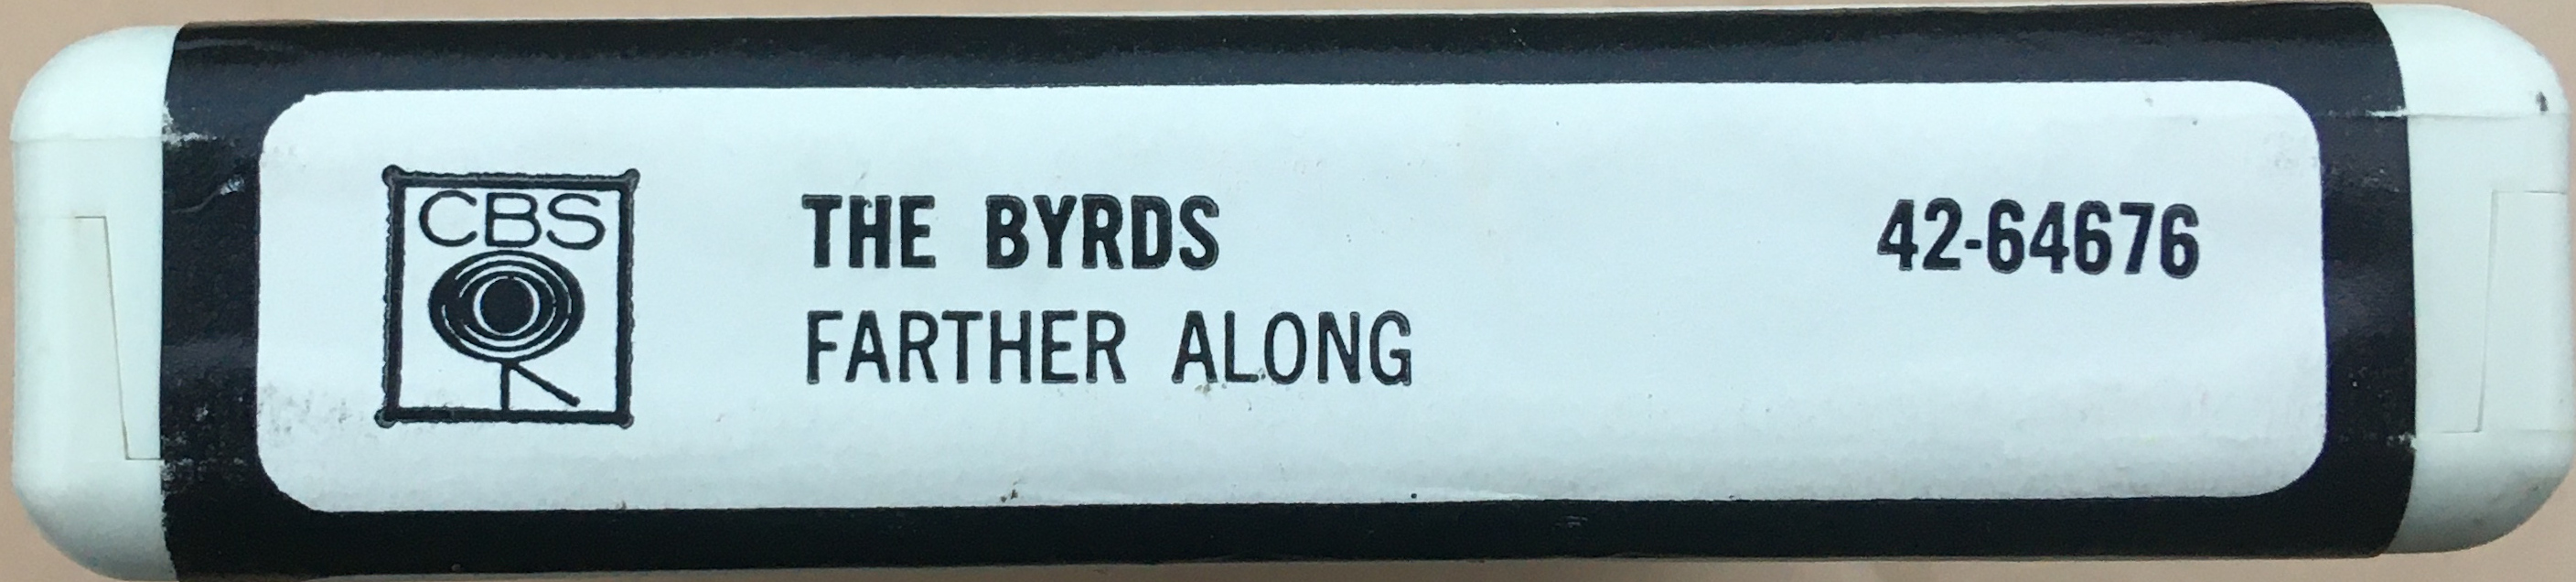 CBS
THE BYRDS
42-64676
FARTHER ALONG